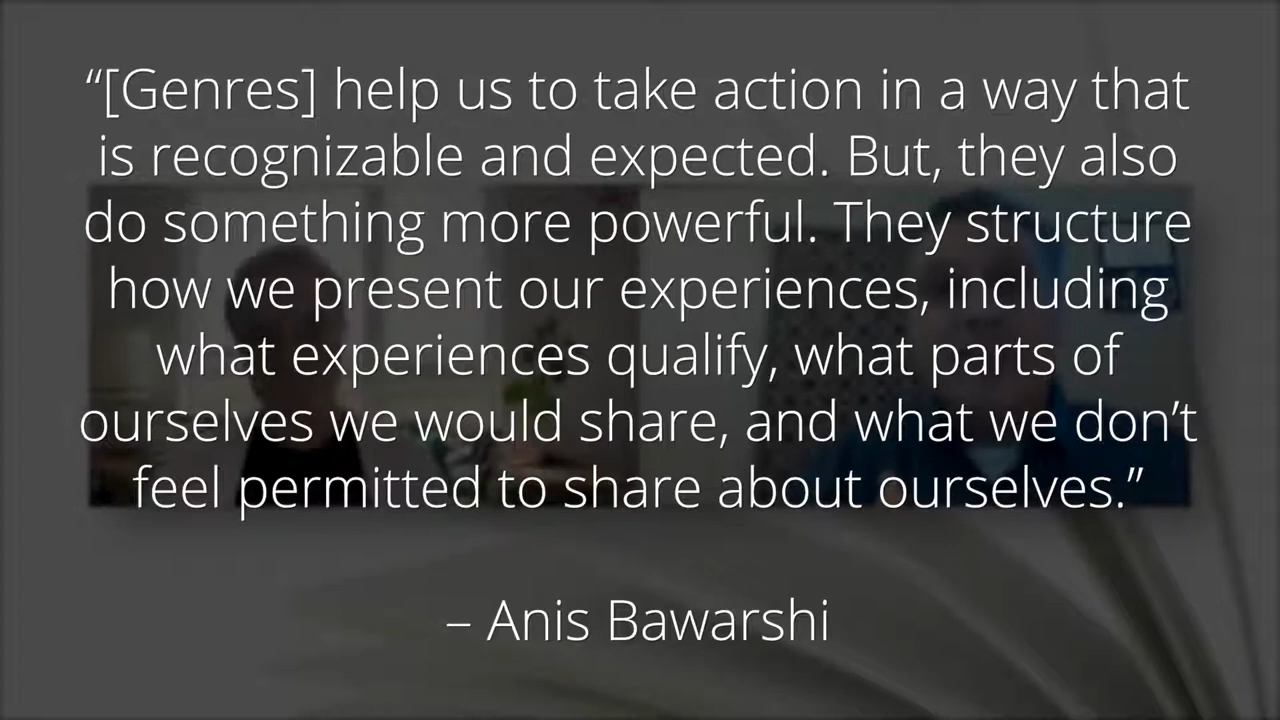 “[Genres] help us to take action in a way that
is recognizable and expected. But, they also
do something more powerful. They structure
how we present our experiences, including
what experiences qualify, what parts of
ourselves we would share, and what we don’t
feel permitted to share about ourselves.”
– Anis Bawarshi